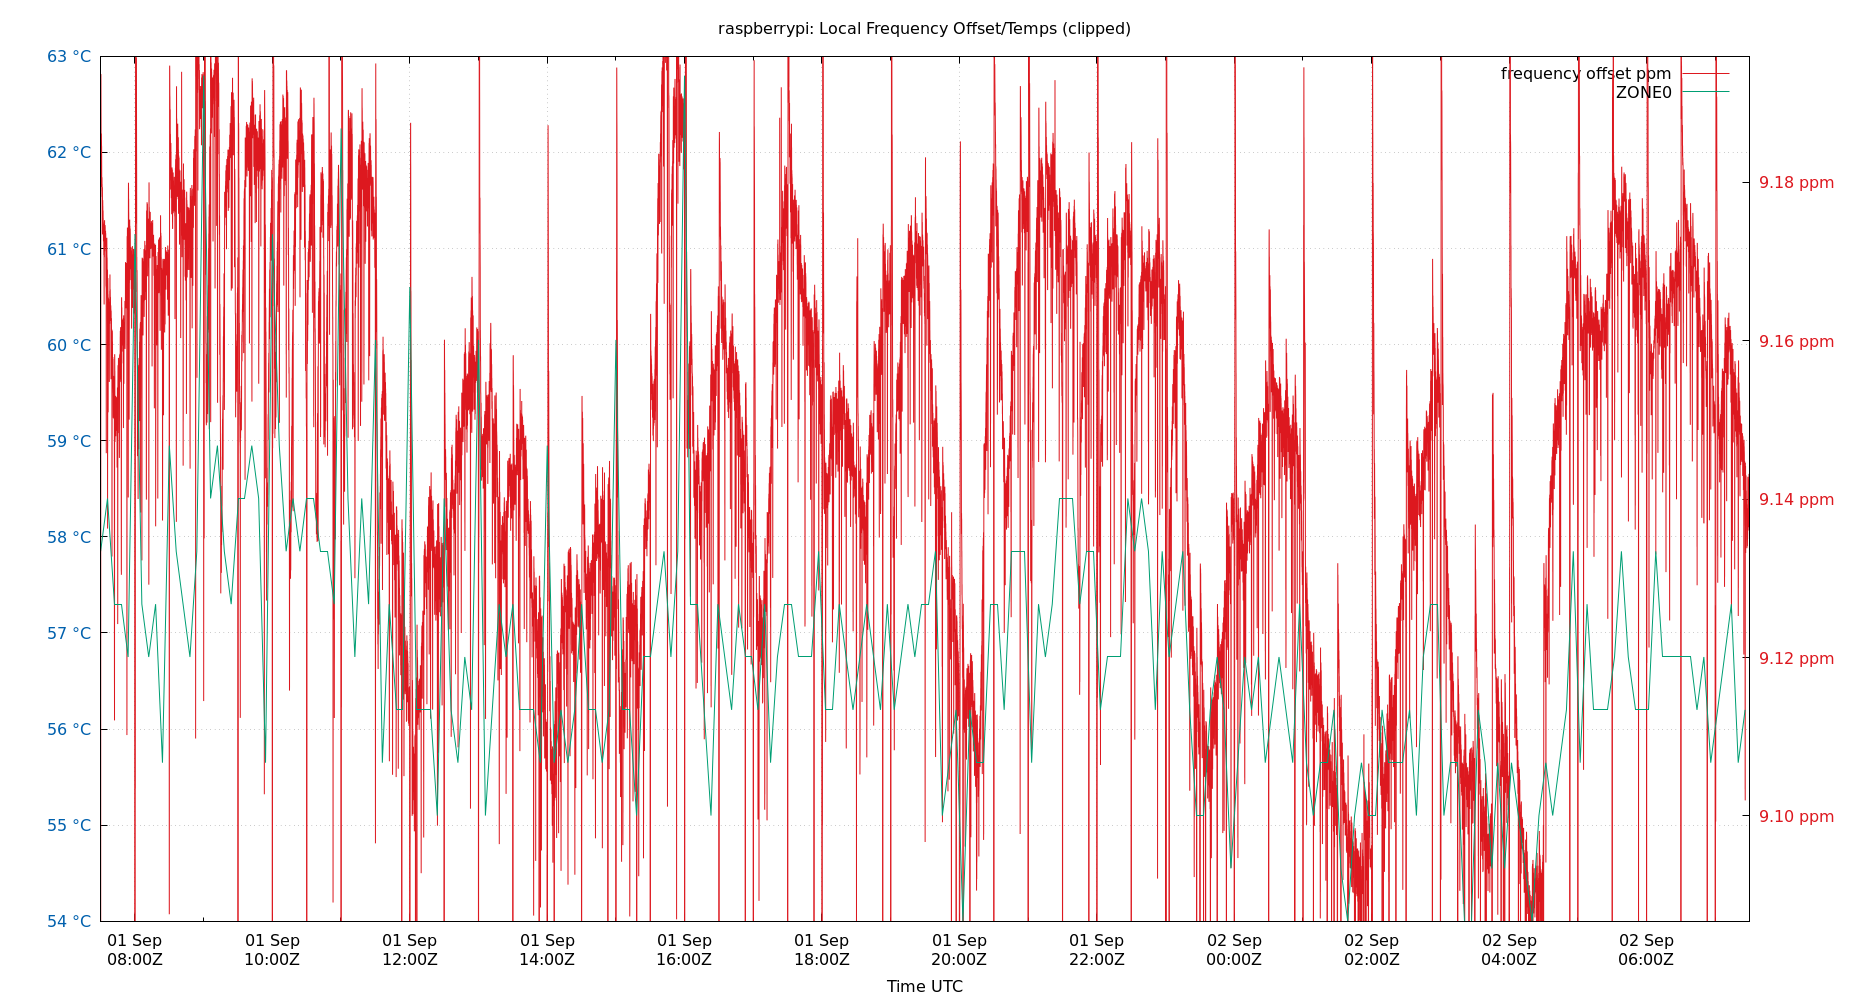 raspberrypi: Local Frequency Offset/Temps (clipped)
63 °C
62 °C
61 °C
60 °C
59 °C
58 °C
57 °C
56 °C
55 °C
54 °C
frequency offset ppm
ZONE0
9.18 ppm
9.16 ppm
9.14 ppm
9.12 ppm
9.10 ppm
01 Sep 01 Sep 01 Sep 01 Sep 01 Sep 01 Sep 01 Sep 01 Sep 02 Sep 02 Sep 02 Sep 02 Sep
08:00Z 10:00Z 12:00Z 14:00Z 16:00Z 18:00Z 20:00Z 22:00Z 00:00Z 02:00Z 04:00Z 06:00Z
Time UTC